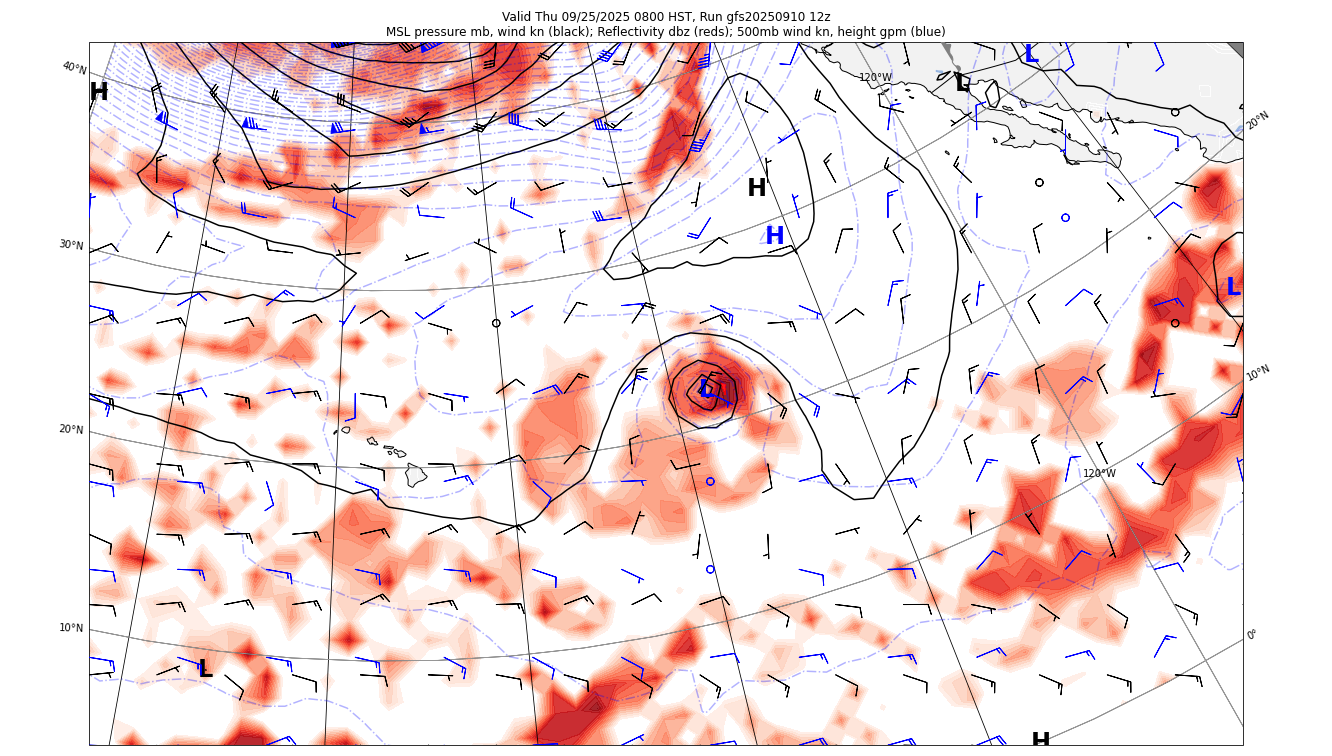 Valid Thu 09/25/2025 0800 HST, Run gfs20250910 12z
MSL pressure mb, wind kn (black); Reflectivity dbz (reds); 500mb wind kn, height gpm (blue)
L
40°N
120°W
L
H
20°N
H
H
30°N
L
10°N
L
20°N
120°W
10°N
0°
L
H